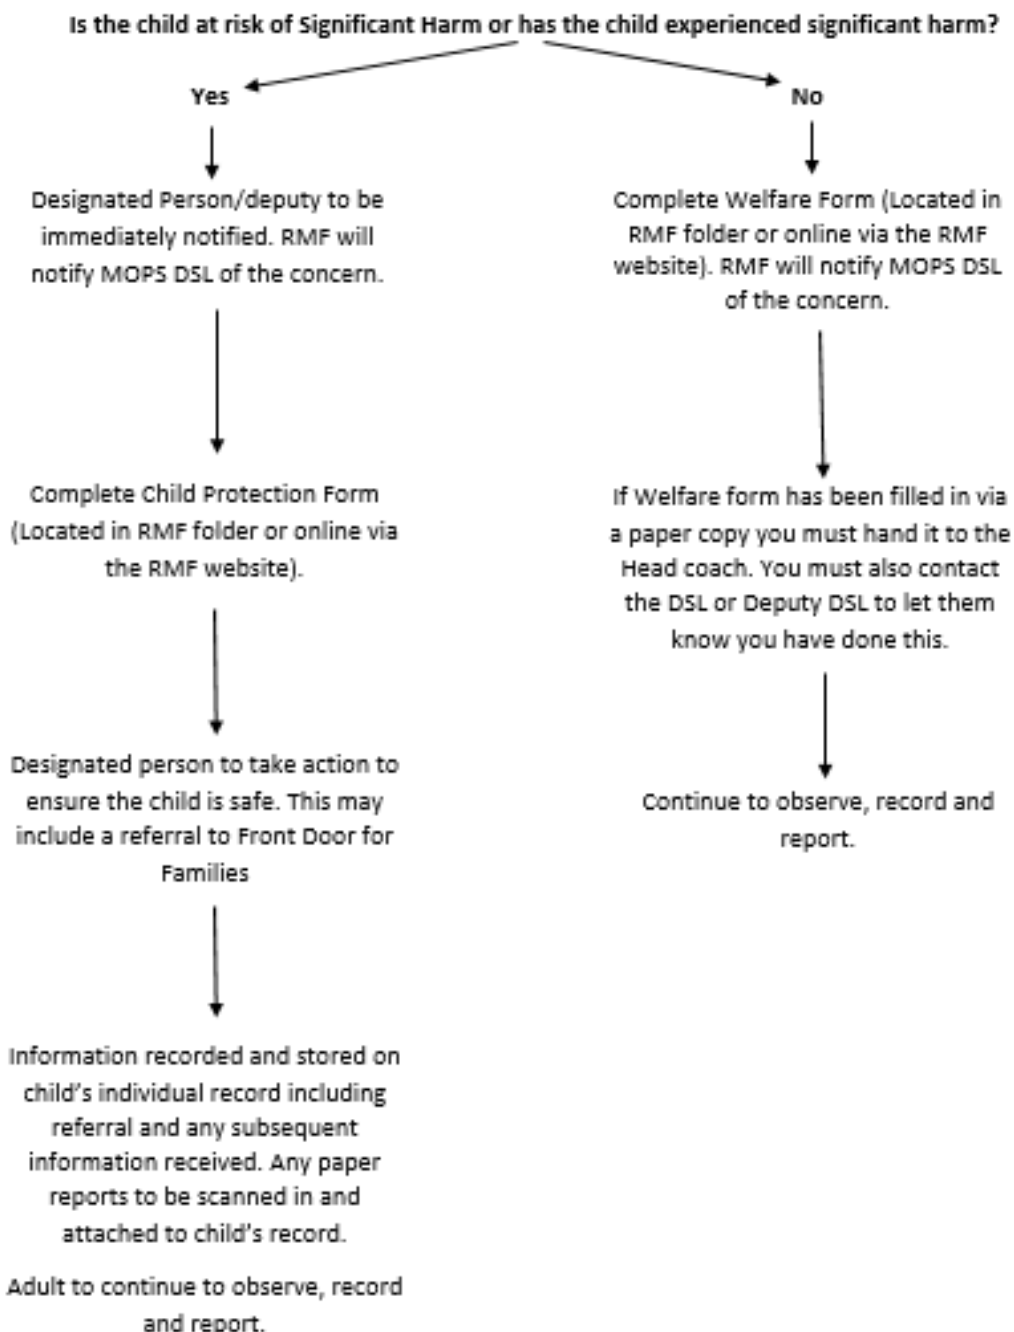 Is the child at risk of Significant Harm or has the child experienced significant harm?
Yes
Designated Person/deputy to be
immediately notified. RMF will
notify MOPS DSL of the concern.
Complete Child Protection Form
(Located in RMF folder or online via
the RMF website).
Designated person to take action to
ensure the child is safe. This may
include a referral to Front Door for
Families
Information recorded and stored on
child's individual record including
referral and any subsequent
information received. Any paper
reports to be scanned in and
attached to child's record.
Adult to continue to observe, record
and report.
No
Complete Welfare Form (Located in
RMF folder or online via the RMF
website). RMF will notify MOPS DSL
of the concern.
If Welfare form has been filled in via
a paper copy you must hand it to the
Head coach. You must also contact
the DSL or Deputy DSL to let them
know you have done this.
Continue to observe, record and
report.